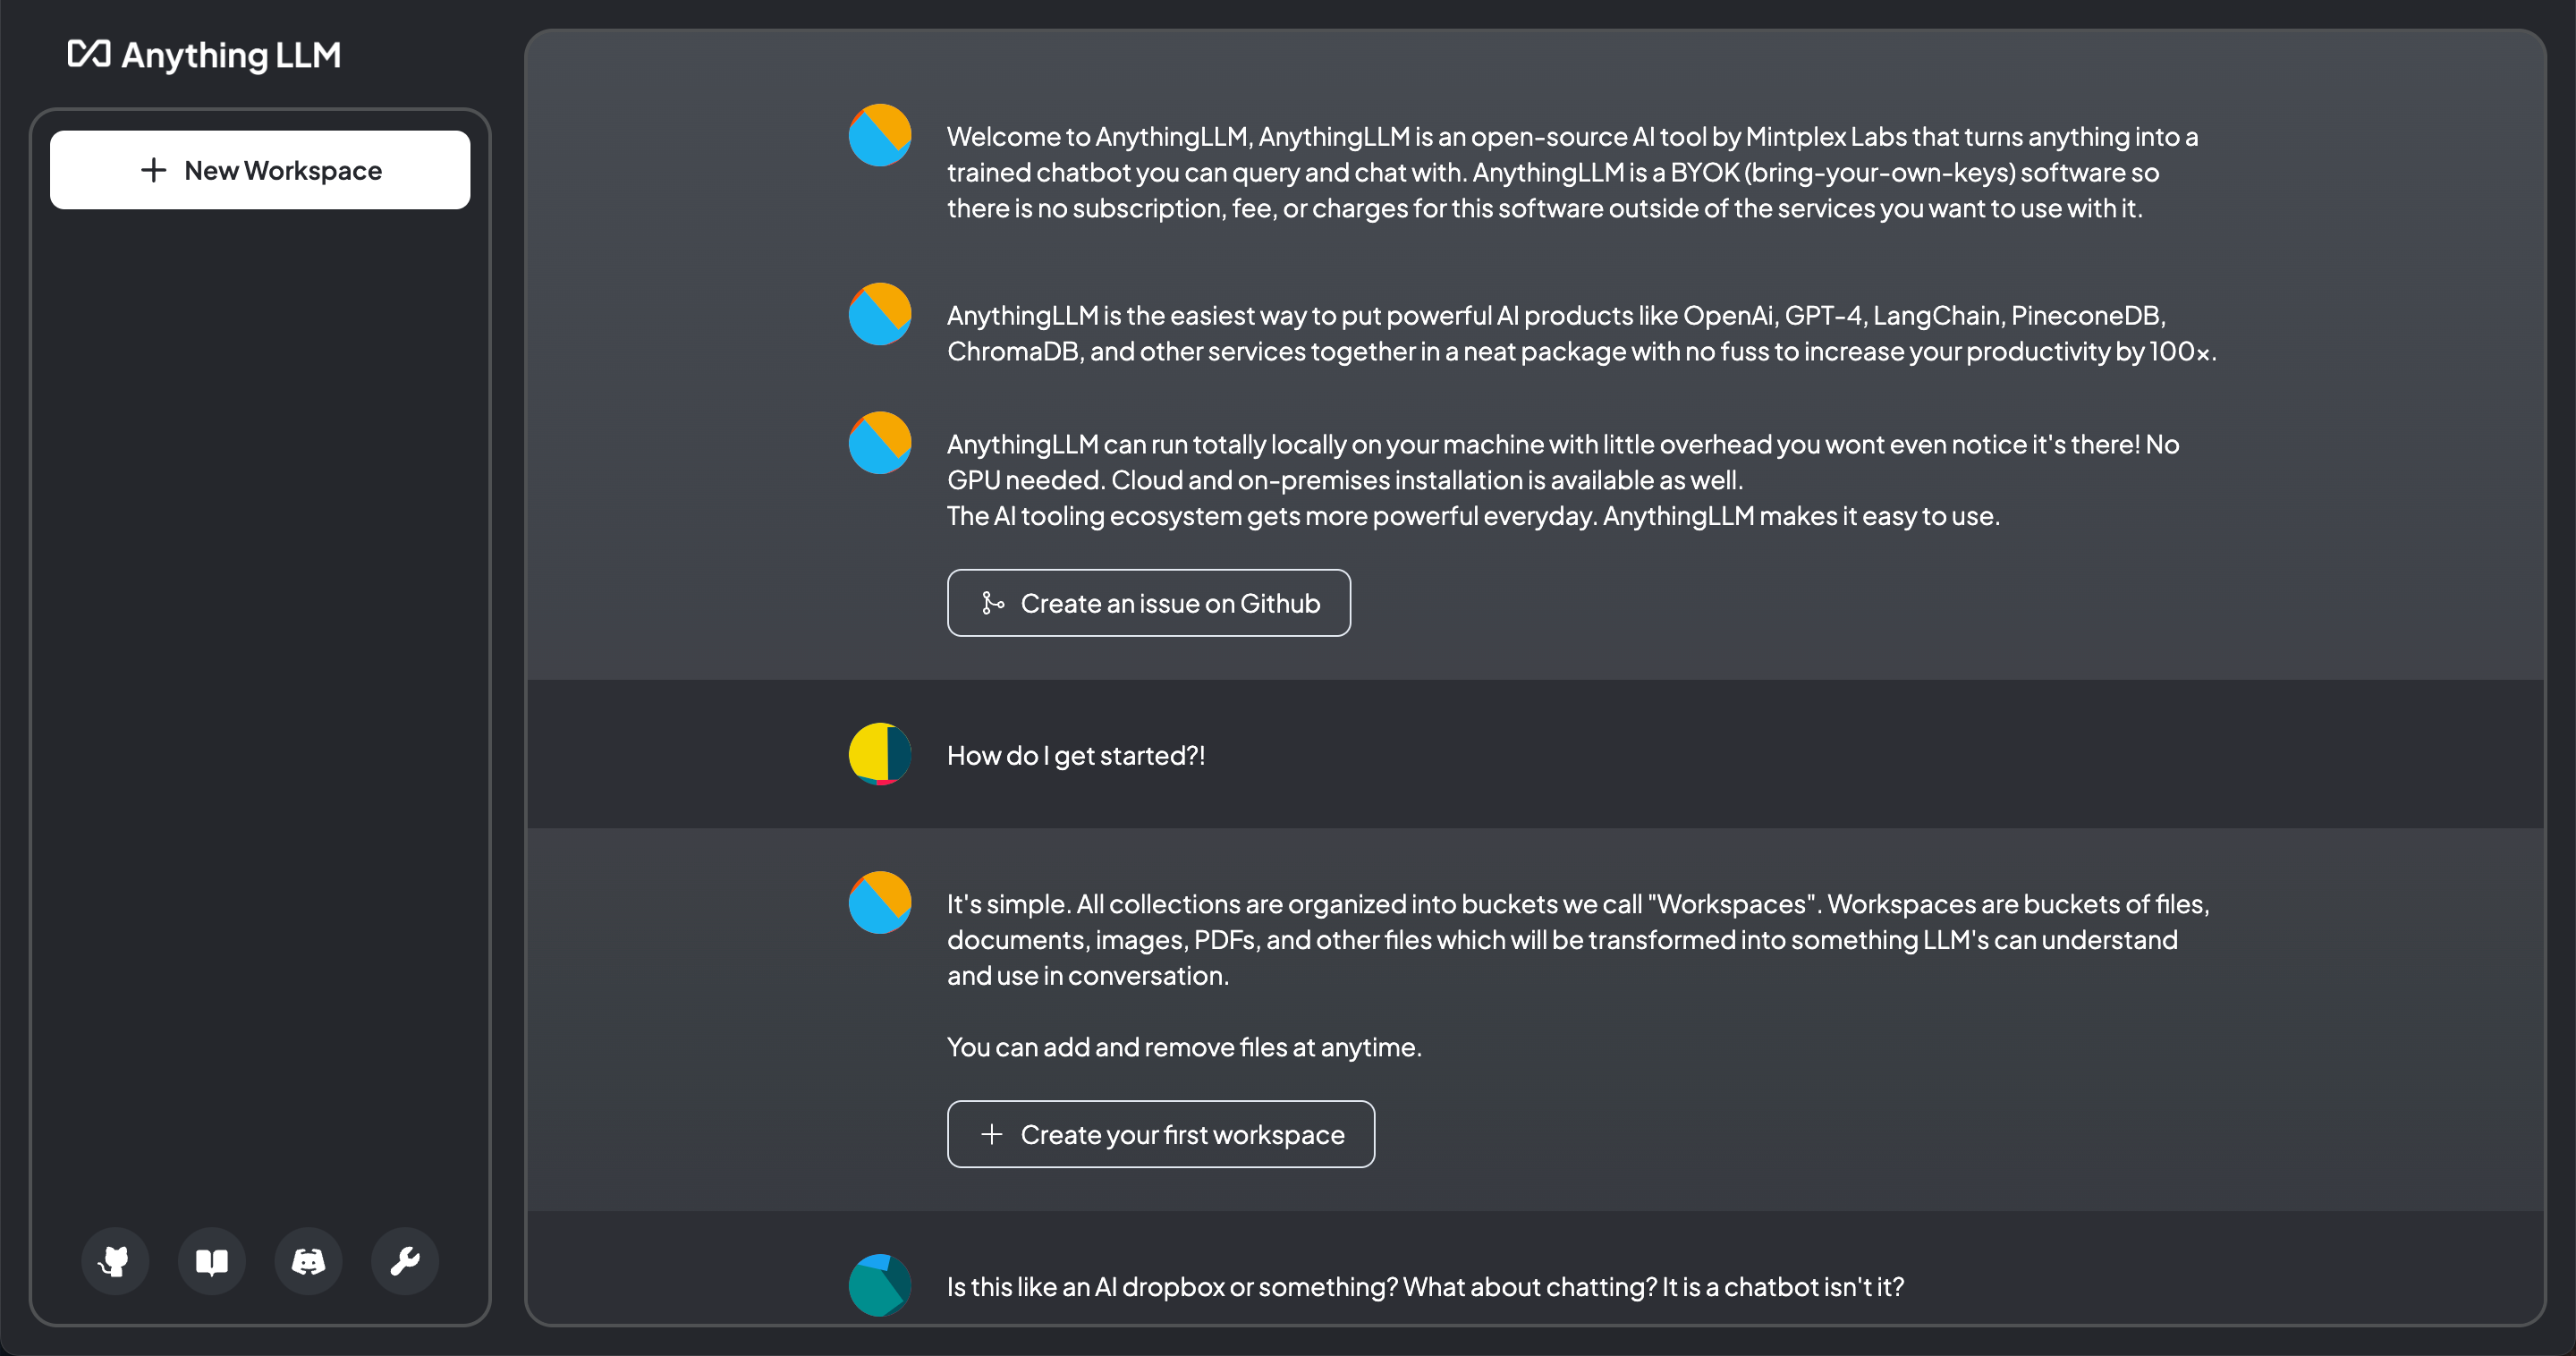 Anything LLM
New Workspace
Welcome to AnythingLLM, AnythingLLM is an open-source AI tool by Mintplex Labs that turns anything into a
trained chatbot you can query and chat with. AnythingLLM is a BYOK (bring-your-own-keys) software so
there is no subscription, fee, or charges for this software outside of the services you want to use with it.
AnythingLLM is the easiest way to put powerful AI products like OpenAi, GPT-4, LangChain, PineconeDB,
ChromaDB, and other services together in a neat package with no fuss to increase your productivity by 100x.
AnythingLLM can run totally locally on your machine with little overhead you wont even notice it's there! No
GPU needed. Cloud and on-premises installation is available as well.
The AI tooling ecosystem gets more powerful everyday. AnythingLLM makes it easy to use.
Create an issue on Github
How do I get started?!
It's simple. All collections are organized into buckets we call "Workspaces". Workspaces are buckets of files,
documents, images, PDFs, and other files which will be transformed into something LLM's can understand
and use in conversation.
You can add and remove files at anytime.
Create your first workspace
Is this like an AI dropbox or something? What about chatting? It is a chatbot isn't it?